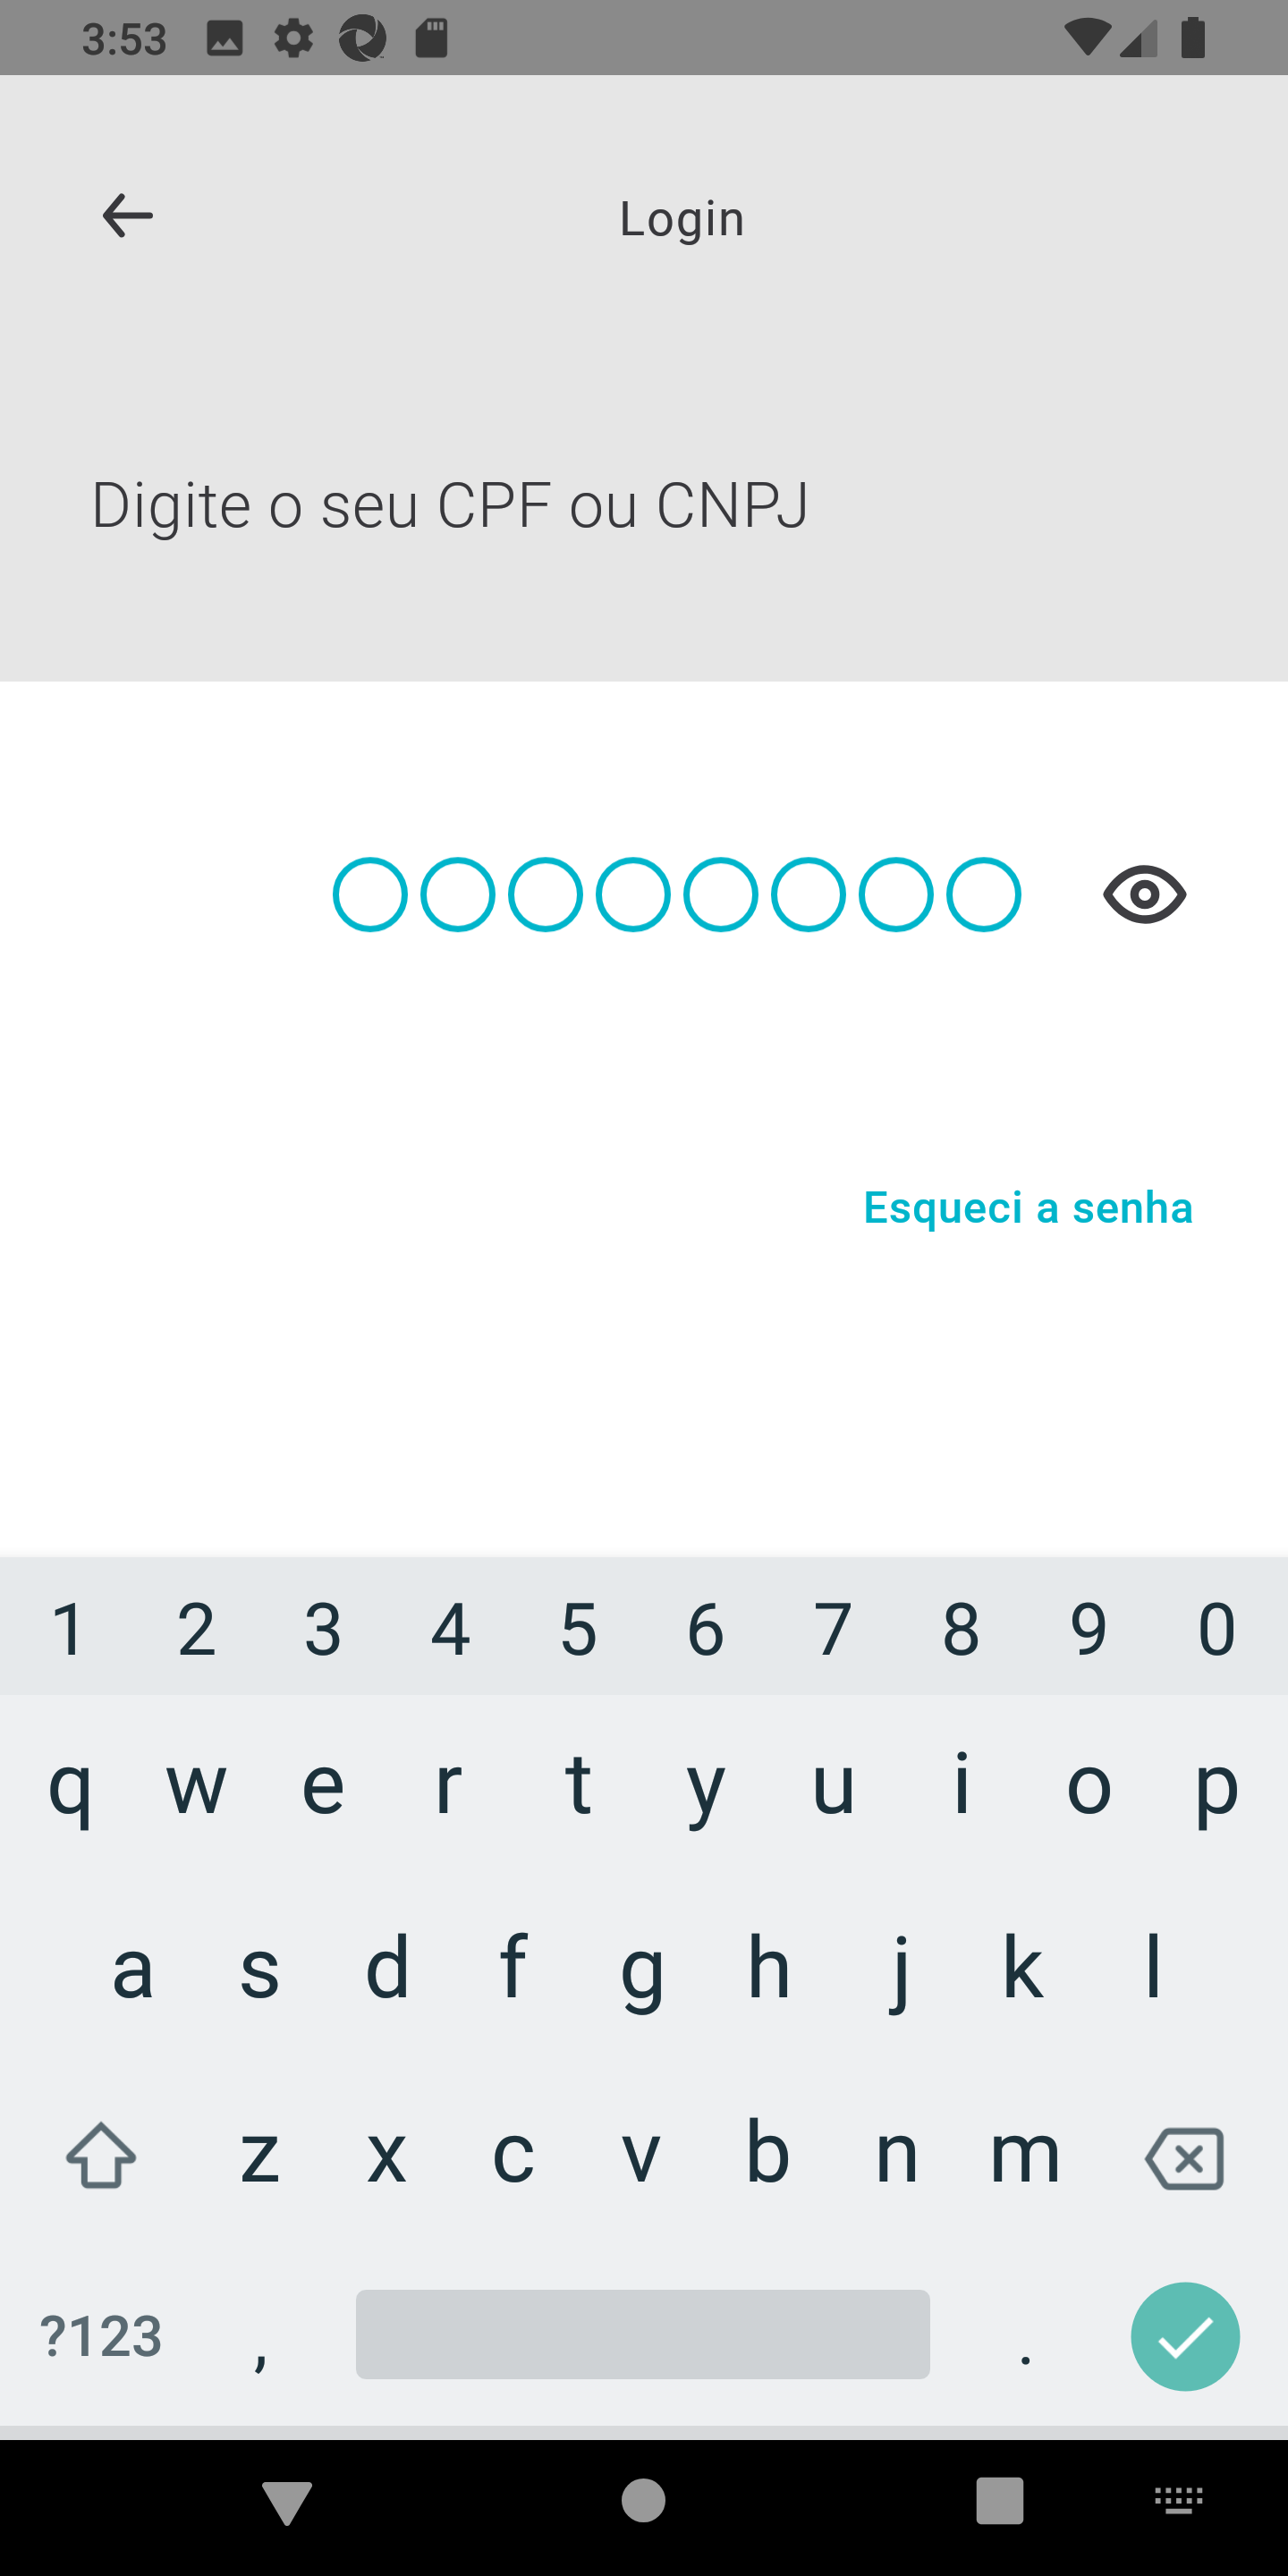 3:53
Login
Digite o seu CPF ou CNPJ
Esqueci a senha
1 2 3 4 5 6 7 8 9 0
q w e r t y u i o p
a s d f g h j k l
z x c v b n m
?123 , .